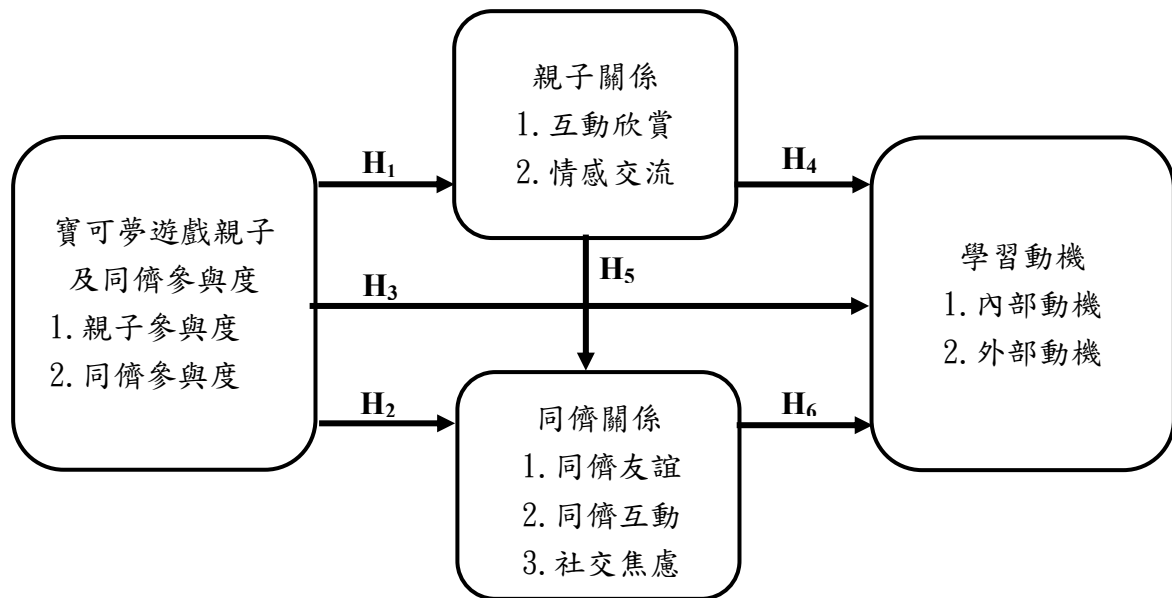 親子關係
1.互動欣賞
2.情感交流
H₁
H₄
寶可夢遊戲親子
及同儕參與度
1.親子參與度
2.同儕參與度
H₃
H₅
學習動機
1.內部動機
2.外部動機
H₂
同儕關係
1.同儕友誼
2.同儕互動
3.社交焦慮
H₆